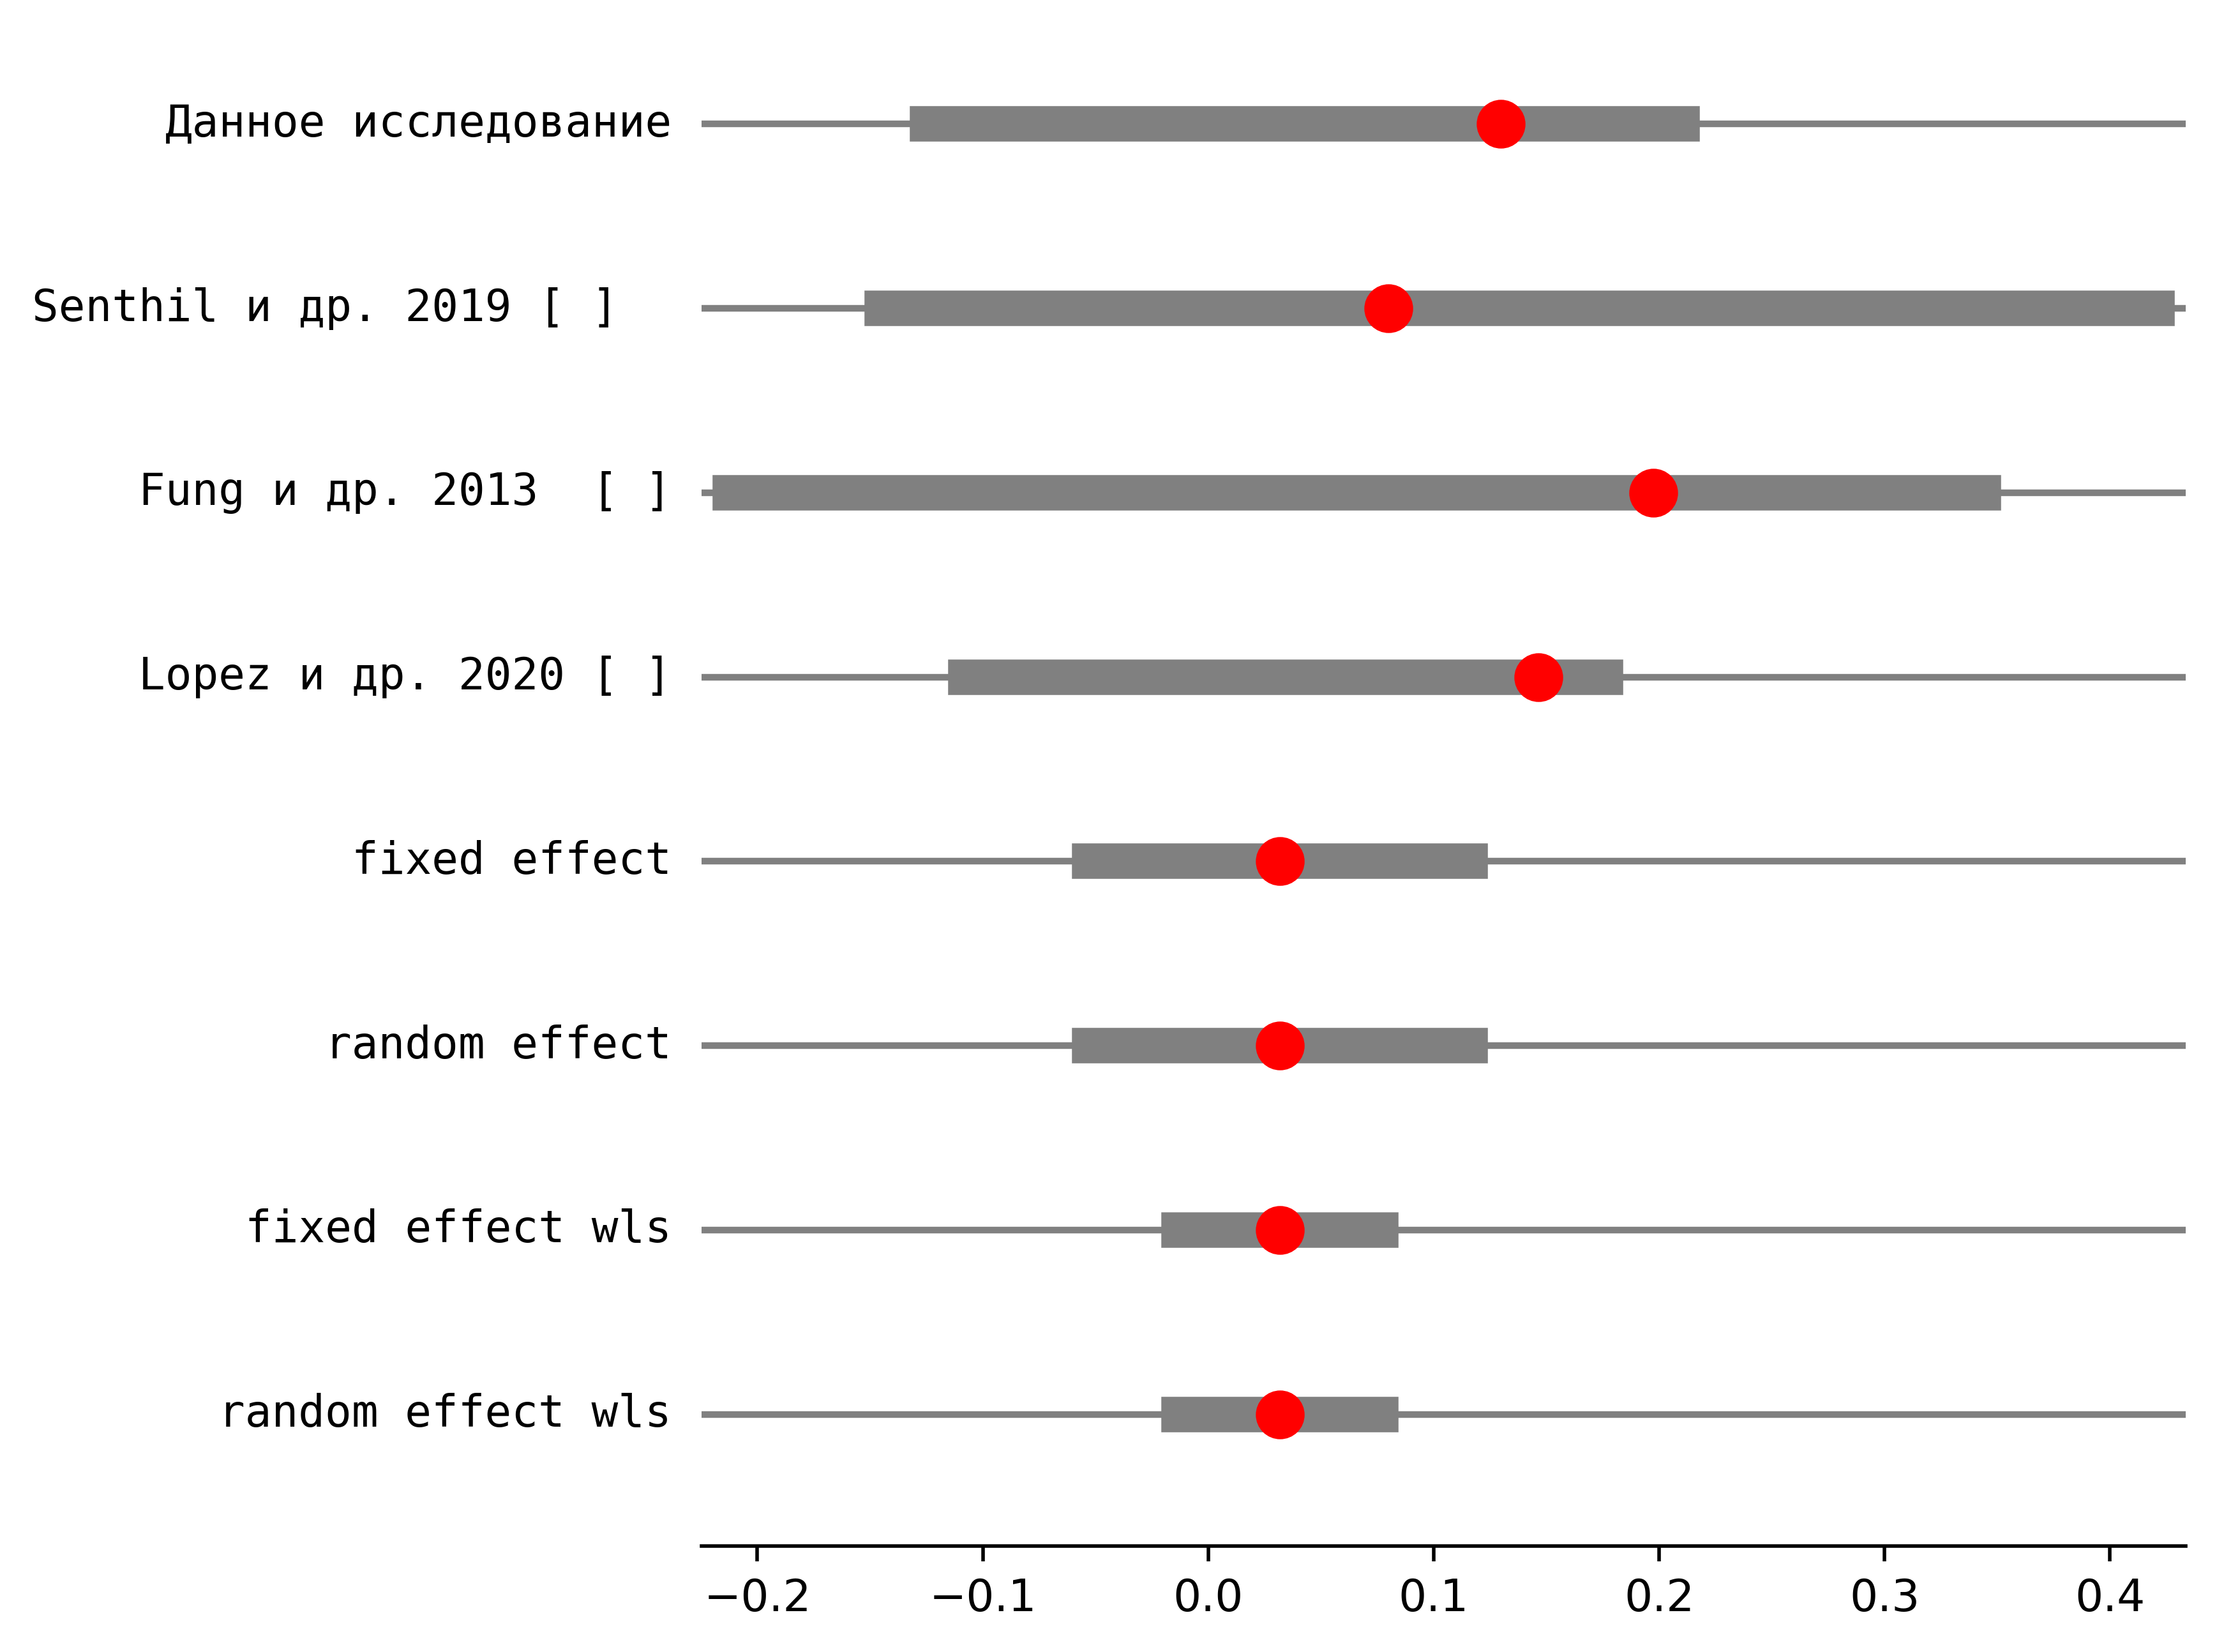 Данное исследование
Senthil и др. 2019 [ ]
Fung и др. 2013  [ ]
Lopez и др. 2020 [ ]
fixed effect
random effect
fixed effect wls
random effect wls
−0.2 −0.1 0.0 0.1 0.2 0.3 0.4